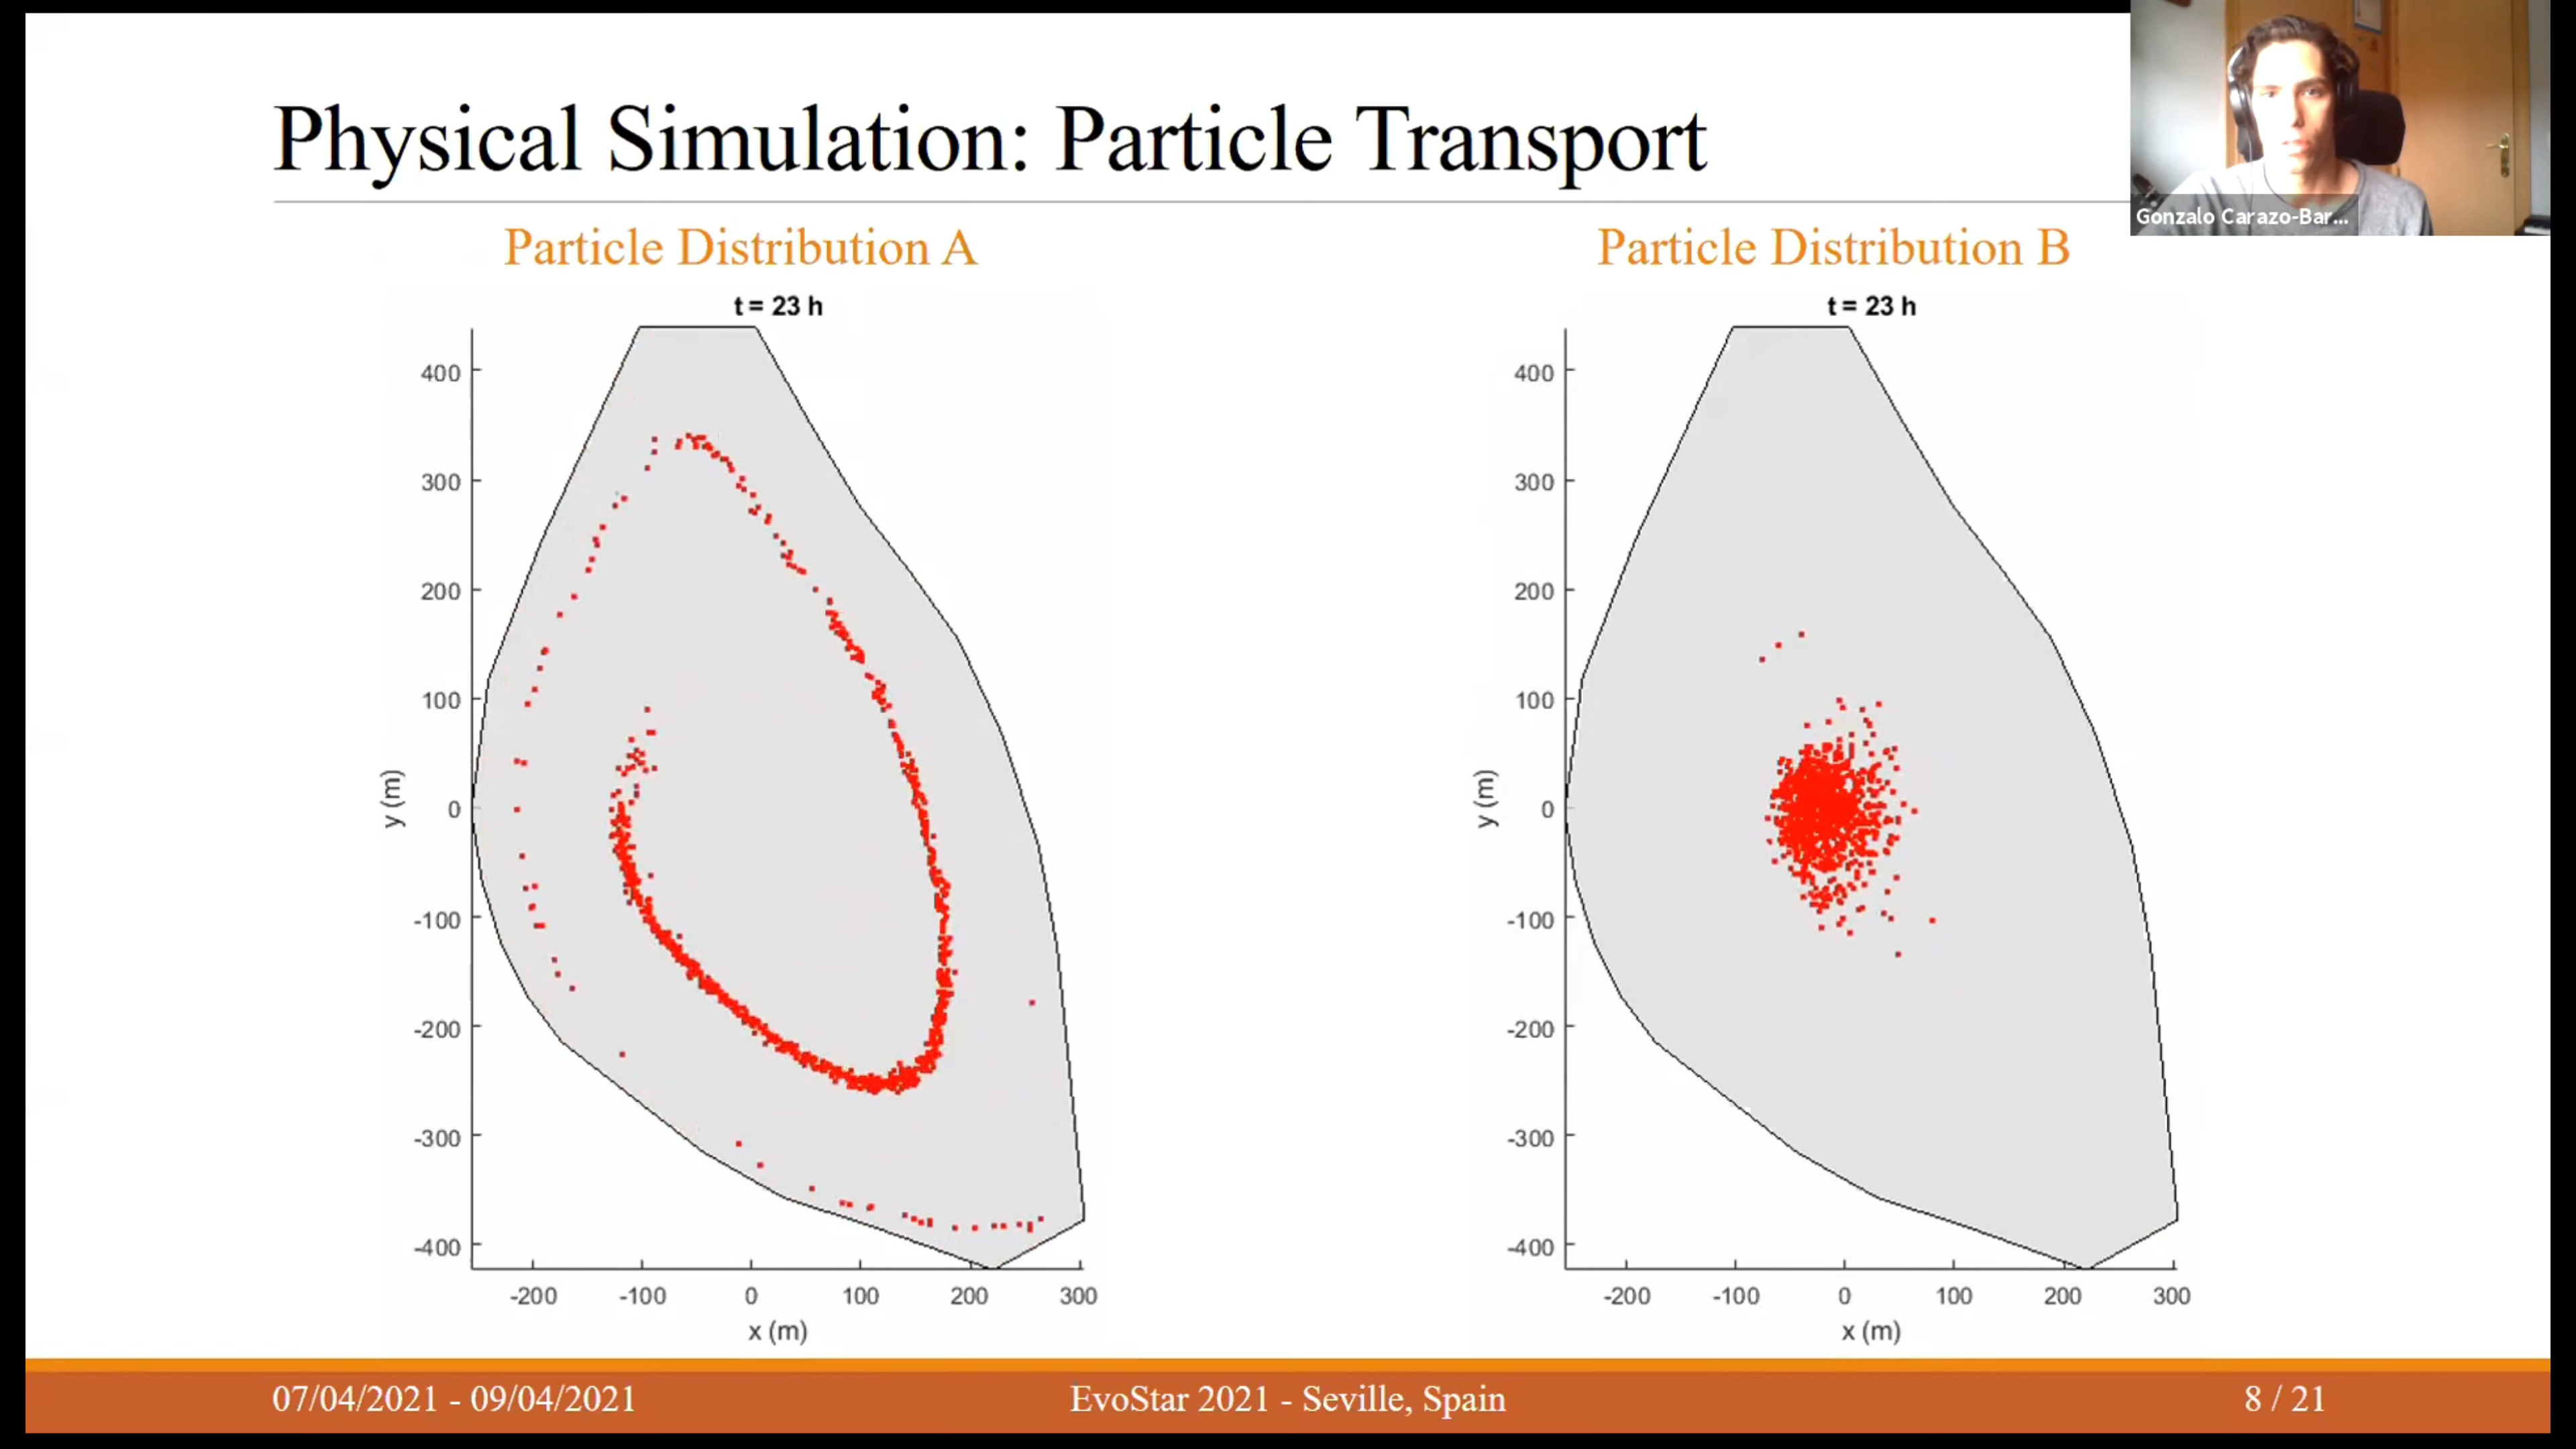 Physical Simulation: Particle Transport
Gonzalo Carazo-Bar...
Particle Distribution A
t = 23 h
400
300
200
100
0
-100
-200
-300
-400
y (m)
-200 -100 0 100 200 300
x (m)
Particle Distribution B
t = 23 h
400
300
200
100
0
-100
-200
-300
-400
y (m)
-200 -100 0 100 200 300
x (m)
07/04/2021 - 09/04/2021
EvoStar 2021 - Seville, Spain
8 / 21